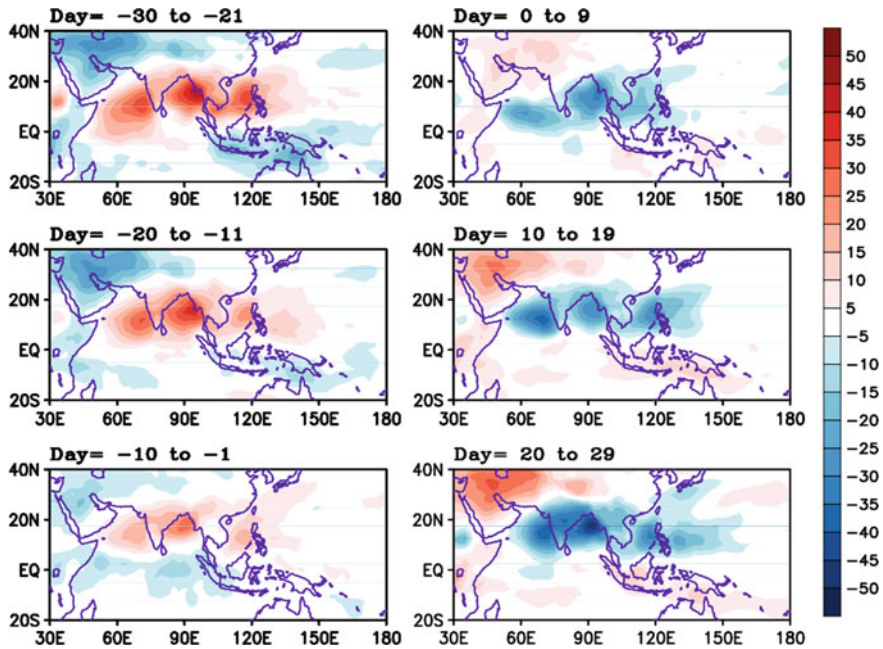 Day= -30 to -21
40N
20N
EQ
20S
30E 60E 90E 120E 150E 180
Day= 0 to 9
40N
20N
EQ
20S
30E 60E 90E 120E 150E 180
Day= -20 to -11
40N
20N
EQ
20S
30E 60E 90E 120E 150E 180
Day= 10 to 19
40N
20N
EQ
20S
30E 60E 90E 120E 150E 180
Day= -10 to -1
40N
20N
EQ
20S
30E 60E 90E 120E 150E 180
Day= 20 to 29
40N
20N
EQ
20S
30E 60E 90E 120E 150E 180
50
45
40
35
30
25
20
15
10
5
-5
-10
-15
-20
-25
-30
-35
-40
-45
-50